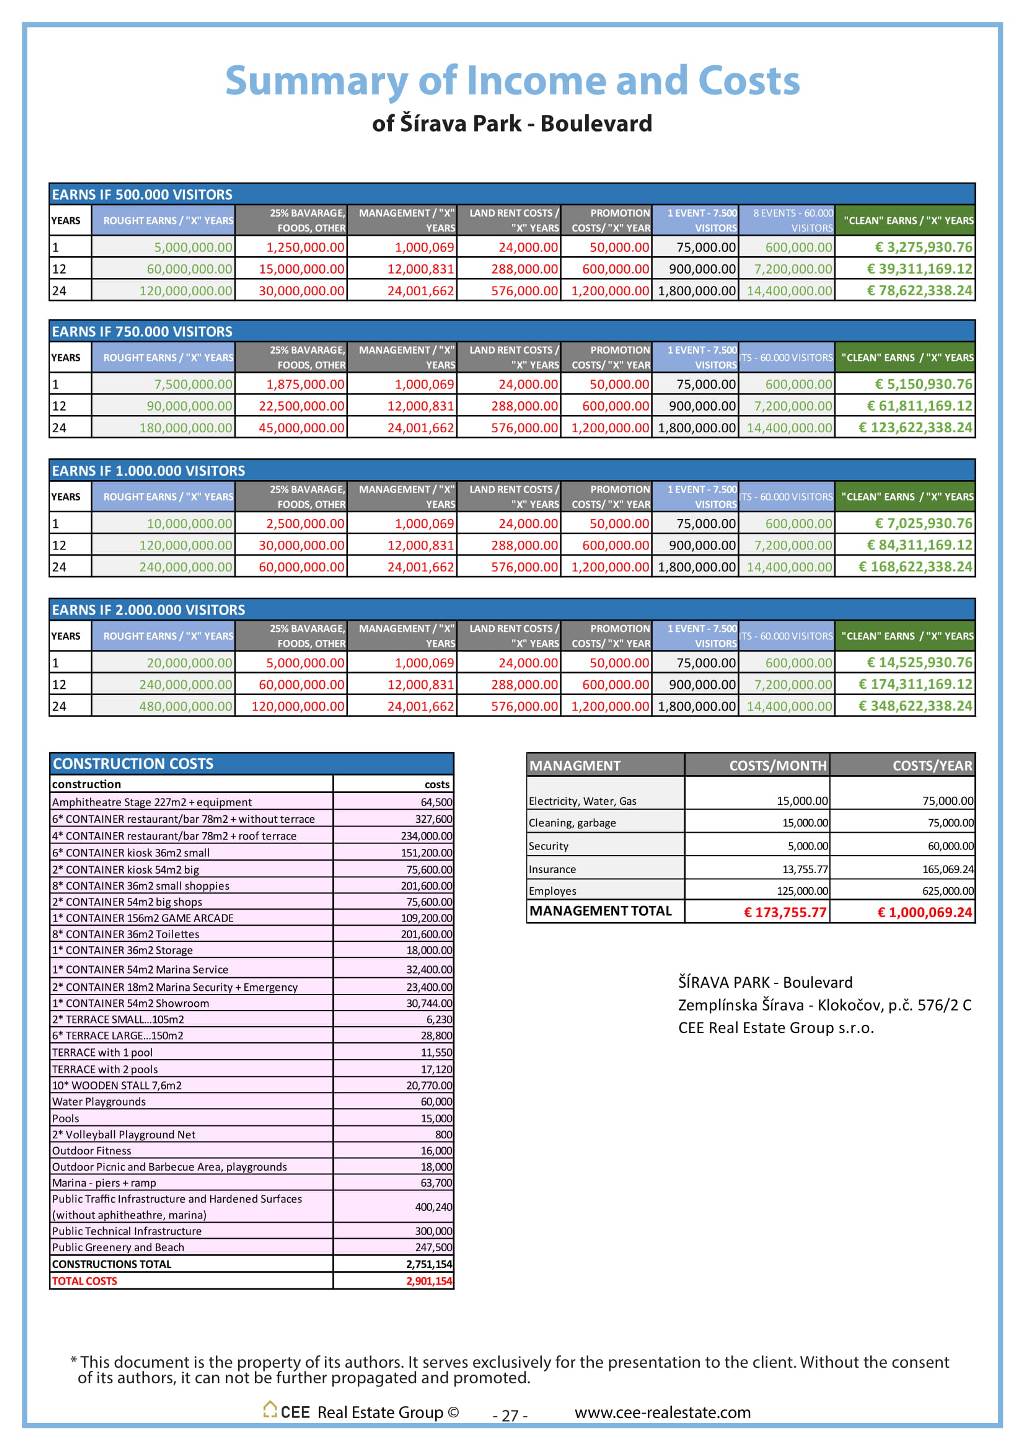 Summary of Income and Costs
of Šírava Park - Boulevard
EARNS IF 500.000 VISITORS
YEARS ROUGHT EARNS / "X" YEARS 25% BAVARAGE, FOODS, OTHER MANAGEMENT / "X" YEARS LAND RENT COSTS / "X" YEARS PROMOTION COSTS/ "X" YEAR 1 EVENT - 7.500 VISITORS 8 EVENTS - 60.000 VISITORS "CLEAN" EARNS / "X" YEARS
1 5,000,000.00 1,250,000.00 1,000,069 24,000.00 50,000.00 75,000.00 600,000.00 € 3,275,930.76
12 60,000,000.00 15,000,000.00 12,000,831 288,000.00 600,000.00 900,000.00 7,200,000.00 € 39,311,169.12
24 120,000,000.00 30,000,000.00 24,001,662 576,000.00 1,200,000.00 1,800,000.00 14,400,000.00 € 78,622,338.24
EARNS IF 750.000 VISITORS
YEARS ROUGHT EARNS / "X" YEARS 25% BAVARAGE, FOODS, OTHER MANAGEMENT / "X" YEARS LAND RENT COSTS / "X" YEARS PROMOTION COSTS/ "X" YEAR 1 EVENT - 7.500 VISITORS TS - 60.000 VISITORS "CLEAN" EARNS / "X" YEARS
1 7,500,000.00 1,875,000.00 1,000,069 24,000.00 50,000.00 75,000.00 600,000.00 € 5,150,930.76
12 90,000,000.00 22,500,000.00 12,000,831 288,000.00 600,000.00 900,000.00 7,200,000.00 € 61,811,169.12
24 180,000,000.00 45,000,000.00 24,001,662 576,000.00 1,200,000.00 1,800,000.00 14,400,000.00 € 123,622,338.24
EARNS IF 1.000.000 VISITORS
YEARS ROUGHT EARNS / "X" YEARS 25% BAVARAGE, FOODS, OTHER MANAGEMENT / "X" YEARS LAND RENT COSTS / "X" YEARS PROMOTION COSTS/ "X" YEAR 1 EVENT - 7.500 VISITORS TS - 60.000 VISITORS "CLEAN" EARNS / "X" YEARS
1 10,000,000.00 2,500,000.00 1,000,069 24,000.00 50,000.00 75,000.00 600,000.00 € 7,025,930.76
12 120,000,000.00 30,000,000.00 12,000,831 288,000.00 600,000.00 900,000.00 7,200,000.00 € 84,311,169.12
24 240,000,000.00 60,000,000.00 24,001,662 576,000.00 1,200,000.00 1,800,000.00 14,400,000.00 € 168,622,338.24
EARNS IF 2.000.000 VISITORS
YEARS ROUGHT EARNS / "X" YEARS 25% BAVARAGE, FOODS, OTHER MANAGEMENT / "X" YEARS LAND RENT COSTS / "X" YEARS PROMOTION COSTS/ "X" YEAR 1 EVENT - 7.500 VISITORS TS - 60.000 VISITORS "CLEAN" EARNS / "X" YEARS
1 20,000,000.00 5,000,000.00 1,000,069 24,000.00 50,000.00 75,000.00 600,000.00 € 14,525,930.76
12 240,000,000.00 60,000,000.00 12,000,831 288,000.00 600,000.00 900,000.00 7,200,000.00 € 174,311,169.12
24 480,000,000.00 120,000,000.00 24,001,662 576,000.00 1,200,000.00 1,800,000.00 14,400,000.00 € 348,622,338.24
CONSTRUCTION COSTS
construction costs
Amphitheatre Stage 227m2 + equipment 64,500
6* CONTAINER restaurant/bar 78m2 + without terrace 327,600
4* CONTAINER restaurant/bar 78m2 + roof terrace 234,000.00
6* CONTAINER kiosk 36m2 small 151,200.00
2* CONTAINER kiosk 54m2 big 75,600.00
8* CONTAINER 36m2 small shoppies 201,600.00
2* CONTAINER 54m2 big shops 75,600.00
1* CONTAINER 156m2 GAME ARCADE 109,200.00
8* CONTAINER 36m2 Toilettes 201,600.00
1* CONTAINER 36m2 Storage 18,000.00
1* CONTAINER 54m2 Marina Service 32,400.00
2* CONTAINER 18m2 Marina Security + Emergency 23,400.00
1* CONTAINER 54m2 Showroom 30,744.00
2* TERRACE SMALL...105m2 6,230
6* TERRACE LARGE...150m2 28,800
TERRACE with 1 pool 11,550
TERRACE with 2 pools 17,120
10* WOODEN STALL 7,6m2 20,770.00
Water Playgrounds 60,000
Pools 15,000
2* Volleyball Playground Net 800
Outdoor Fitness 16,000
Outdoor Picnic and Barbecue Area, playgrounds 18,000
Marina - piers + ramp 63,700
Public Traffic Infrastructure and Hardened Surfaces
(without aphitheathre, marina) 400,240
Public Technical Infrastructure 300,000
Public Greenery and Beach 247,500
CONSTRUCTIONS TOTAL 2,751,154
TOTAL COSTS 2,901,154
MANAGMENT COSTS/MONTH COSTS/YEAR
Electricity, Water, Gas 15,000.00 75,000.00
Cleaning, garbage 15,000.00 75,000.00
Security 5,000.00 60,000.00
Insurance 13,755.77 165,069.24
Employes 125,000.00 625,000.00
MANAGEMENT TOTAL € 173,755.77 € 1,000,069.24
ŠÍRAVA PARK - Boulevard
Zemplínska Šírava - Klokočov, p.č. 576/2 C
CEE Real Estate Group s.r.o.
* This document is the property of its authors. It serves exclusively for the presentation to the client. Without the consent
of its authors, it can not be further propagated and promoted.
CEE Real Estate Group © - 27 - www.cee-realestate.com